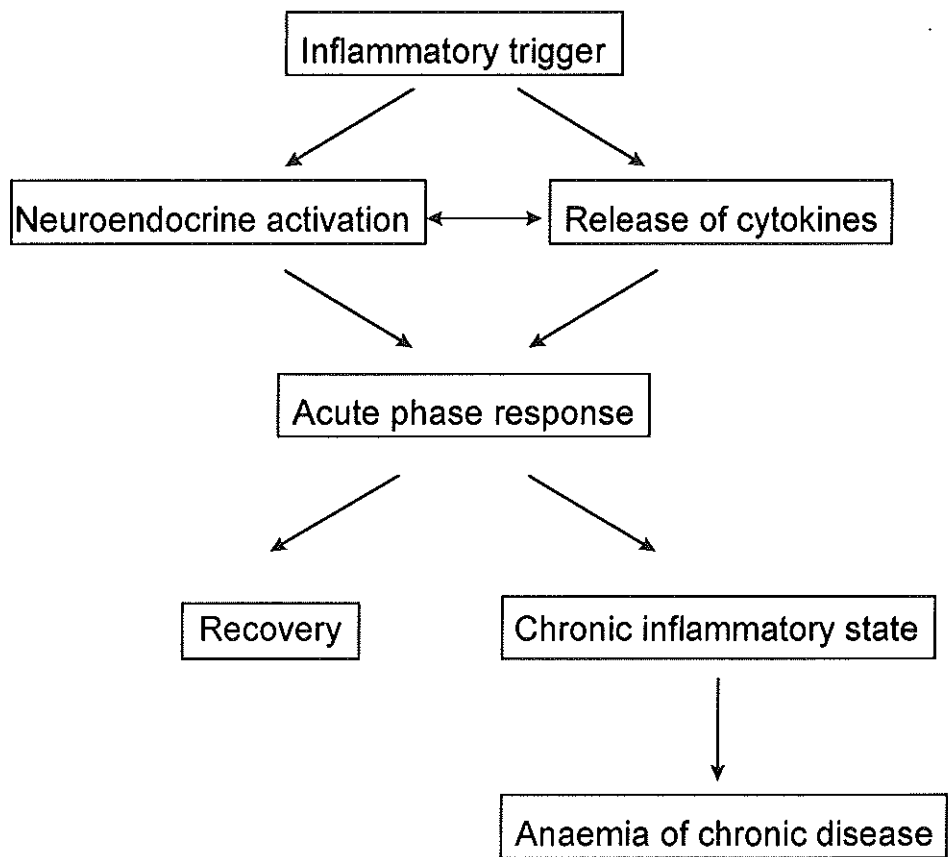 Inflammatory trigger
Neuroendocrine activation
Release of cytokines
Acute phase response
Recovery
Chronic inflammatory state
Anaemia of chronic disease